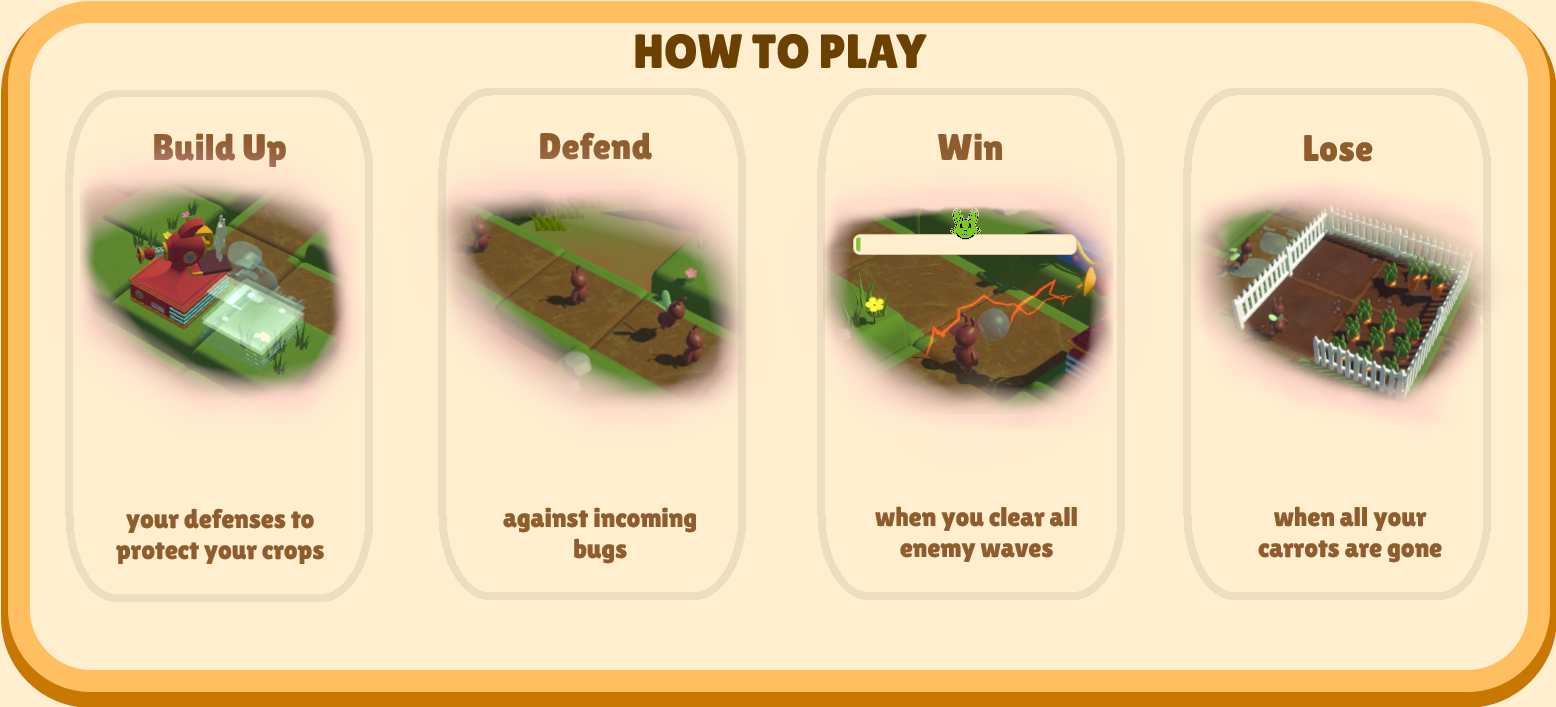 HOW TO PLAY
Build Up
your defenses to
protect your crops
Defend
against incoming
bugs
Win
when you clear all
enemy waves
Lose
when all your
carrots are gone